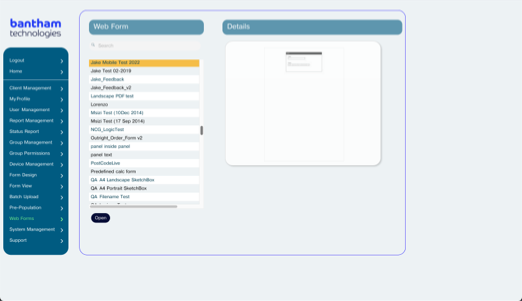 bantham
technologies
Logout
Home
Client Management
MyProfile
User Management
Report Management
Status Report
Group Management
Group Permissions
Device Management
Form Design
Form View
Batch Upload
Pre-Population
Web Forms
System Management
Support
Web Form
Search
Jake Mobile Test 2023
Jake Test 02-2019
Jake_Feedback
Jake_Feedback_v2
Landscape PDF test
Lorenzo
Msizi Test (10Dec 2014)
Msizi Test (17 Sep 2014)
NCG_LogicTest
Outright_Order_Form v2
panel inside panel
panel text
PostCodeLive
Predefined calc form
QA A4 Landscape SketchBox
QA A4 Portrait SketchBox
QA Filename Test
Open
Details